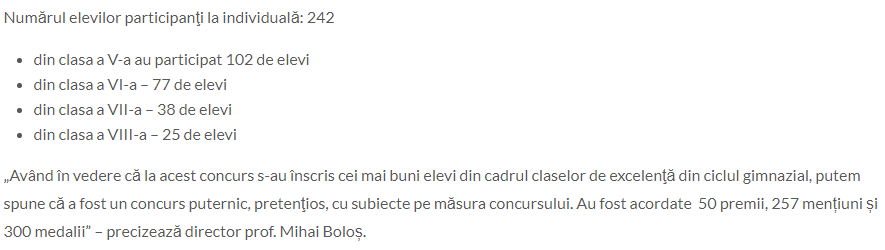 Numărul elevilor participanţi la individuală: 242
• din clasa a V-a au participat 102 de elevi
• din clasa a VI-a – 77 de elevi
• din clasa a VII-a – 38 de elevi
• din clasa a VIII-a – 25 de elevi
„Având în vedere că la acest concurs s-au înscris cei mai buni elevi din cadrul claselor de excelenţă din ciclul gimnazial, putem
spune că a fost un concurs puternic, pretenţios, cu subiecte pe măsura concursului. Au fost acordate  50 premii, 257 mențiuni și
300 medalii” – precizează director prof. Mihai Boloș.